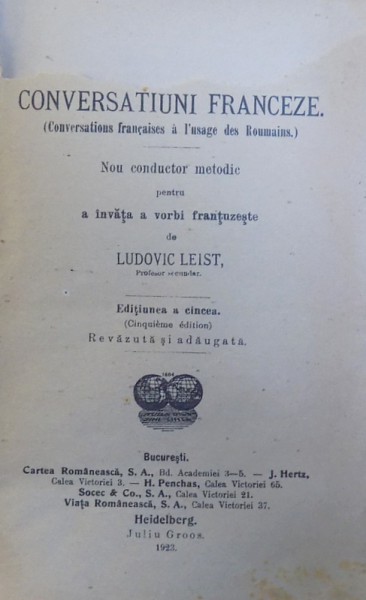 CONVERSATIUNI FRANCEZE.
(Conversations françaises à l'usage des Roumains.)
Nou conductor metodic
pentru
a învăța a vorbi franțuzește
de
LUDOVIC LEIST,
Profesor secundar.
Edițiunea a cincea.
(Cinquième édition)
Revăzută și adăugată.
București.
Cartea Românească, S. A., Bd. Academiei 3—5. — J. Hertz,
Calea Victoriei 3. — H. Penchas, Calea Victoriei 65.
Socec & Co., S. A., Calea Victoriei 21.
Viața Românească, S. A., Calea Victoriei 37.
Heidelberg.
Juliu Groos.
1923.